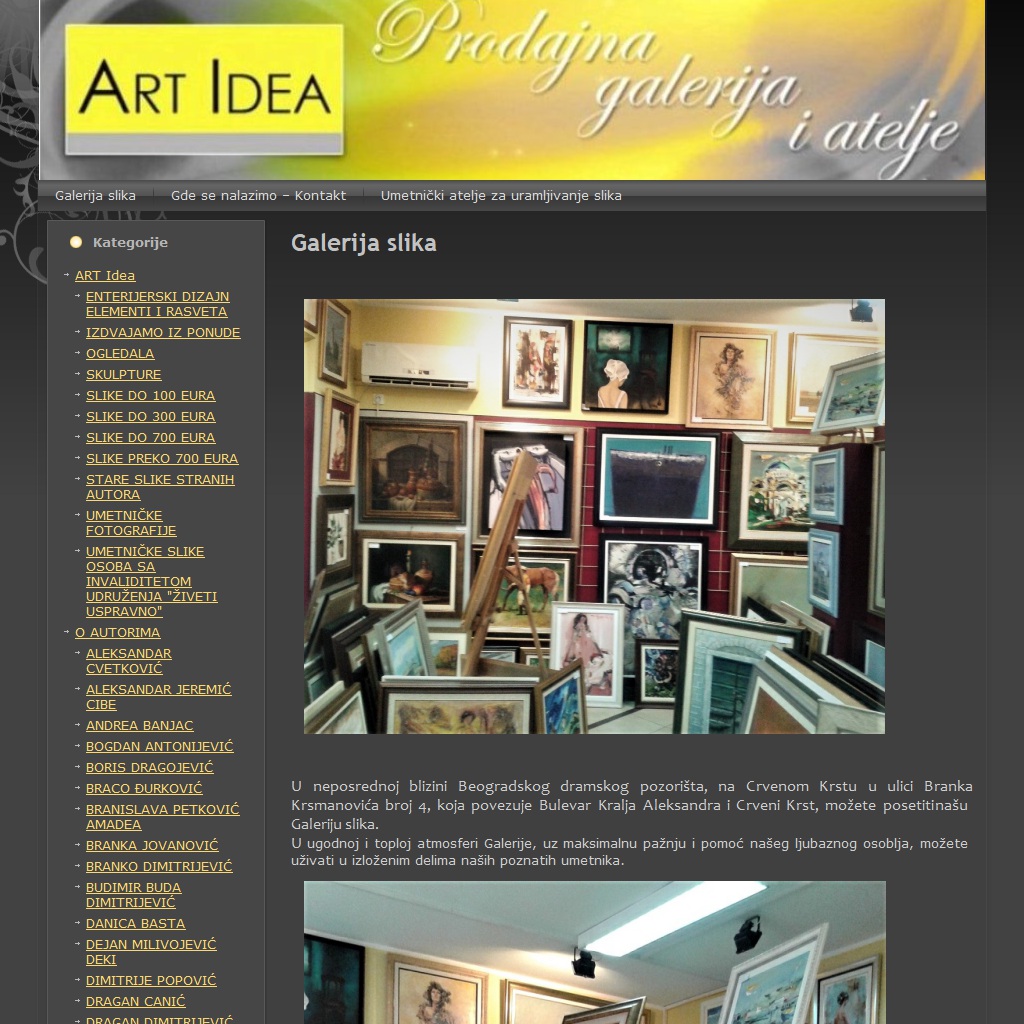 ART IDEA
Prodajna
galerija
i atelje
Galerija slika
Gde se nalazimo – Kontakt
Umetnički atelje za uramljivanje slika
Kategorije
ART Idea
ENTERIJERSKI DIZAJN
ELEMENTI I RASVETA
IZDVAJAMO IZ PONUDE
OGLEDALA
SKULPTURE
SLIKE DO 100 EURA
SLIKE DO 300 EURA
SLIKE DO 700 EURA
SLIKE PREKO 700 EURA
STARE SLIKE STRANIH
AUTORA
UMETNIČKE
FOTOGRAFIJE
UMETNIČKE SLIKE
OSOBA SA
INVALIDITETOM
UDRUŽENJA "ŽIVETI
USPRAVNO"
O AUTORIMA
ALEKSANDAR
CVETKOVIĆ
ALEKSANDAR JEREMIĆ
CIBE
ANDREA BANJAC
BOGDAN ANTONIJEVIĆ
BORIS DRAGOJEVIĆ
BRACO ĐURKOVIĆ
BRANISLAVA PETKOVIĆ
AMADEA
BRANKA JOVANOVIĆ
BRANKO DIMITRIJEVIĆ
BUDIMIR BUDA
DIMITRIJEVIĆ
DANICA BASTA
DEJAN MILIVOJEVIĆ
DEKI
DIMITRIJE POPOVIĆ
DRAGAN CANIĆ
DRAGAN DIMITRIJEVIĆ
Galerija slika
U neposrednoj blizini Beogradskog dramskog pozorišta, na Crvenom Krstu u ulici Branka
Krsmanovića broj 4, koja povezuje Bulevar Kralja Aleksandra i Crveni Krst, možete posetitinašu
Galeriju slika.
U ugodnoj i toploj atmosferi Galerije, uz maksimalnu pažnju i pomoć našeg ljubaznog osoblja, možete
uživati u izloženim delima naših poznatih umetnika.